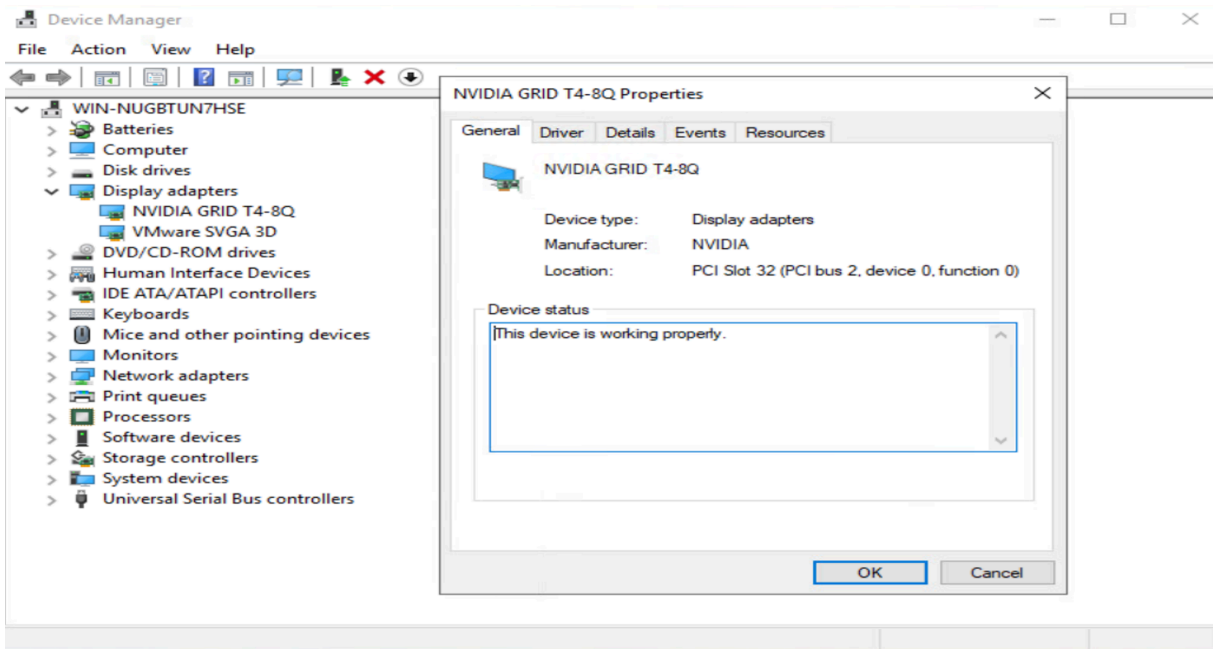 Device Manager
File Action View Help
WIN-NUGBTUN7HSE
Batteries
Computer
Disk drives
Display adapters
NVIDIA GRID T4-8Q
VMware SVGA 3D
DVD/CD-ROM drives
Human Interface Devices
IDE ATA/ATAPI controllers
Keyboards
Mice and other pointing devices
Monitors
Network adapters
Print queues
Processors
Software devices
Storage controllers
System devices
Universal Serial Bus controllers
NVIDIA GRID T4-8Q Properties
General Driver Details Events Resources
NVIDIA GRID T4-8Q
Device type: Display adapters
Manufacturer: NVIDIA
Location: PCI Slot 32 (PCI bus 2, device 0, function 0)
Device status
This device is working properly.
OK Cancel